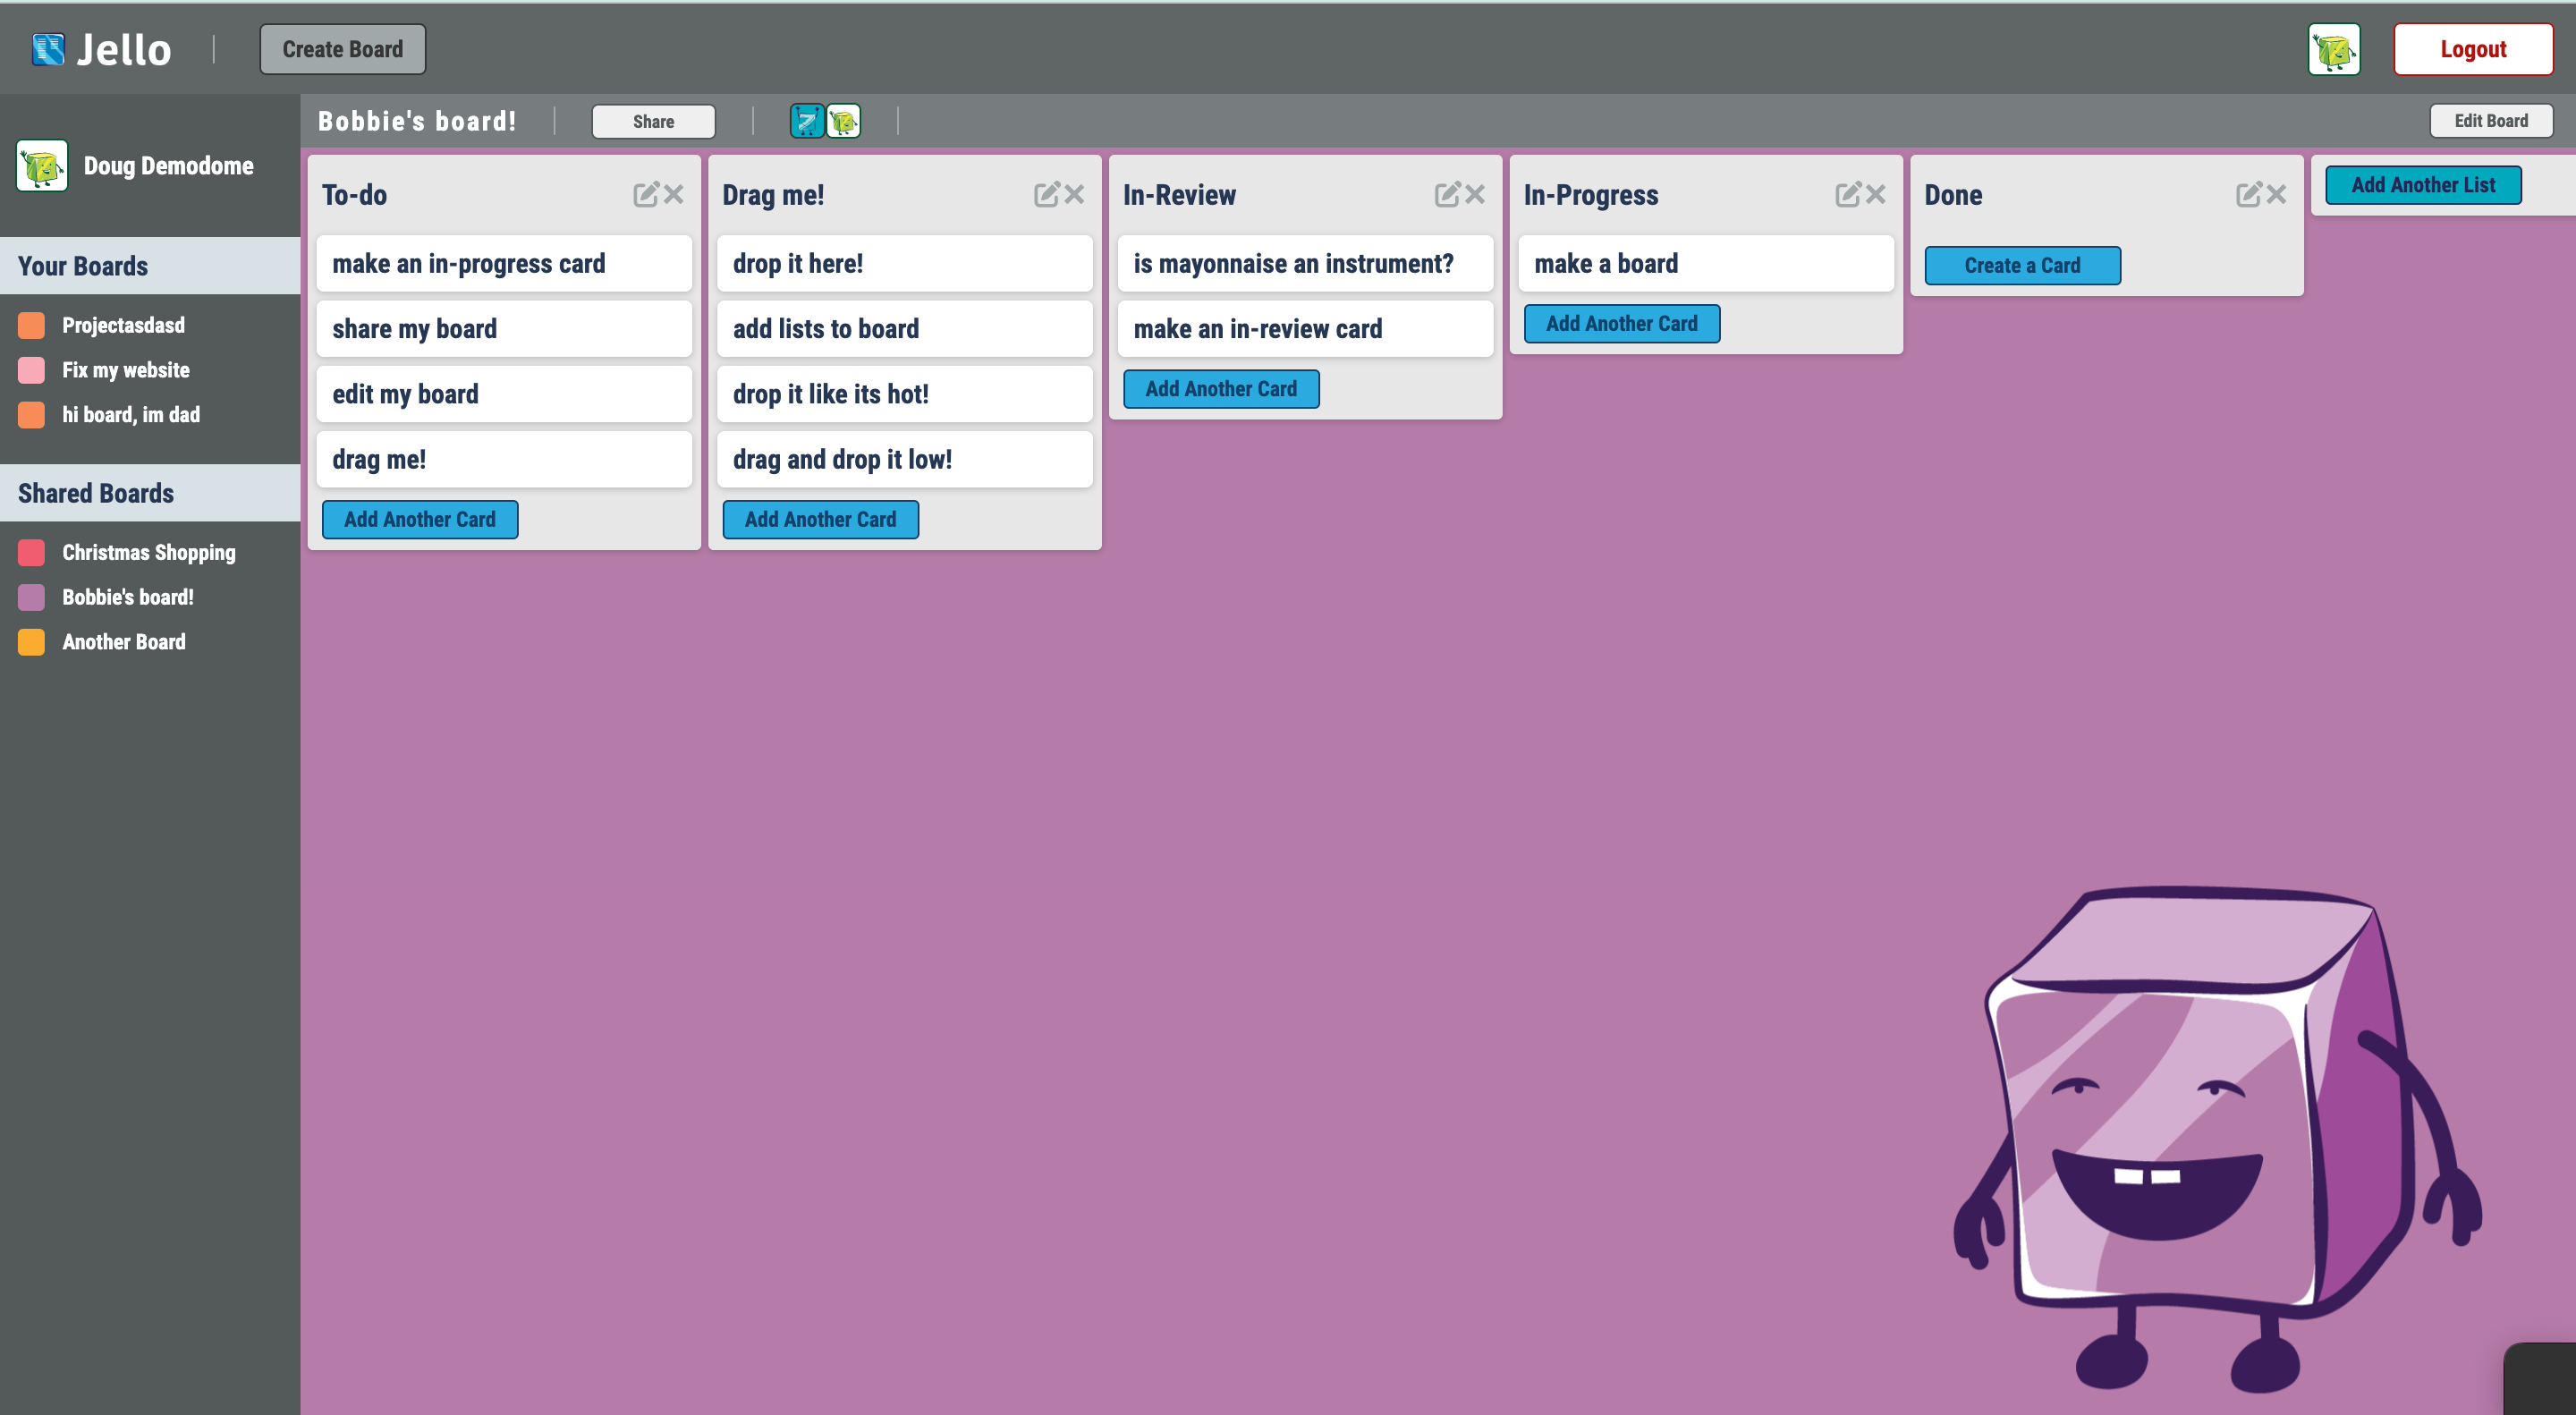 Jello
Create Board
Logout
Doug Demodome
Your Boards
Projectasdasd
Fix my website
hi board, im dad
Shared Boards
Christmas Shopping
Bobbie's board!
Another Board
Bobbie's board!
Share
Edit Board
To-do
make an in-progress card
share my board
edit my board
drag me!
Add Another Card
Drag me!
drop it here!
add lists to board
drop it like its hot!
drag and drop it low!
Add Another Card
In-Review
is mayonnaise an instrument?
make an in-review card
Add Another Card
In-Progress
make a board
Add Another Card
Done
Create a Card
Add Another List